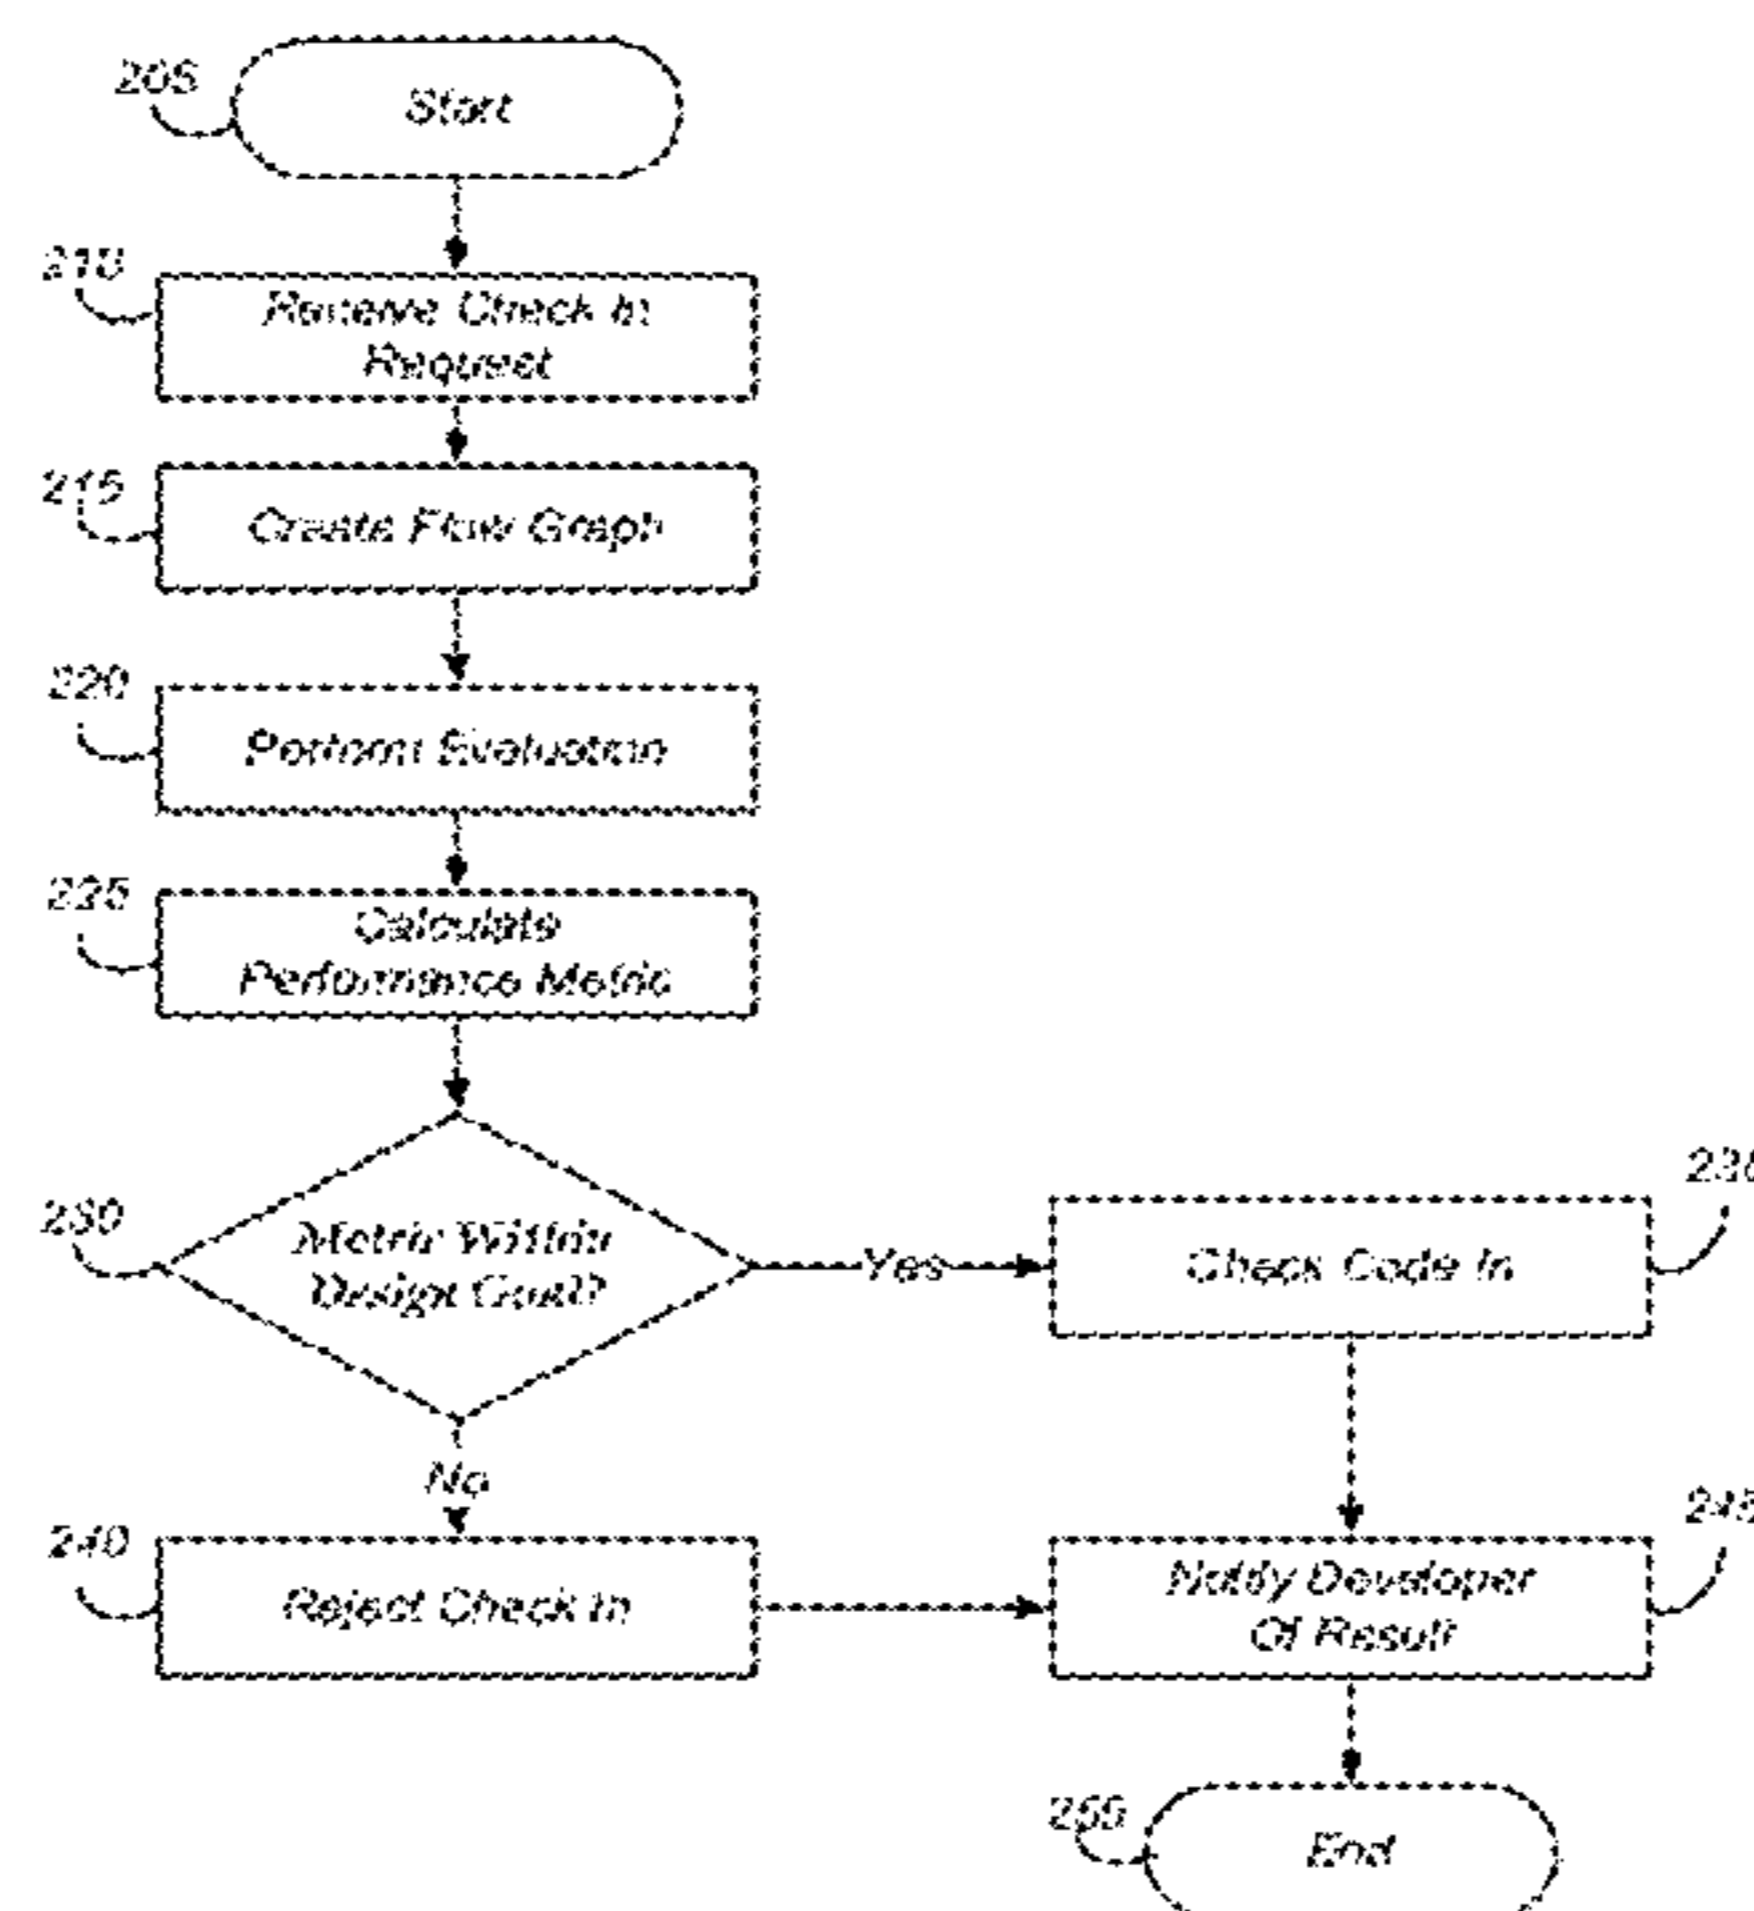 205
Start
210
Receive Check In
Request
215
Create Flow Graph
220
Perform Evaluation
225
Calculate
Performance Metric
230
Metric Within
Design Goal?
Yes
Check Code In
No
240
Reject Check In
Notify Developer
Of Result
End